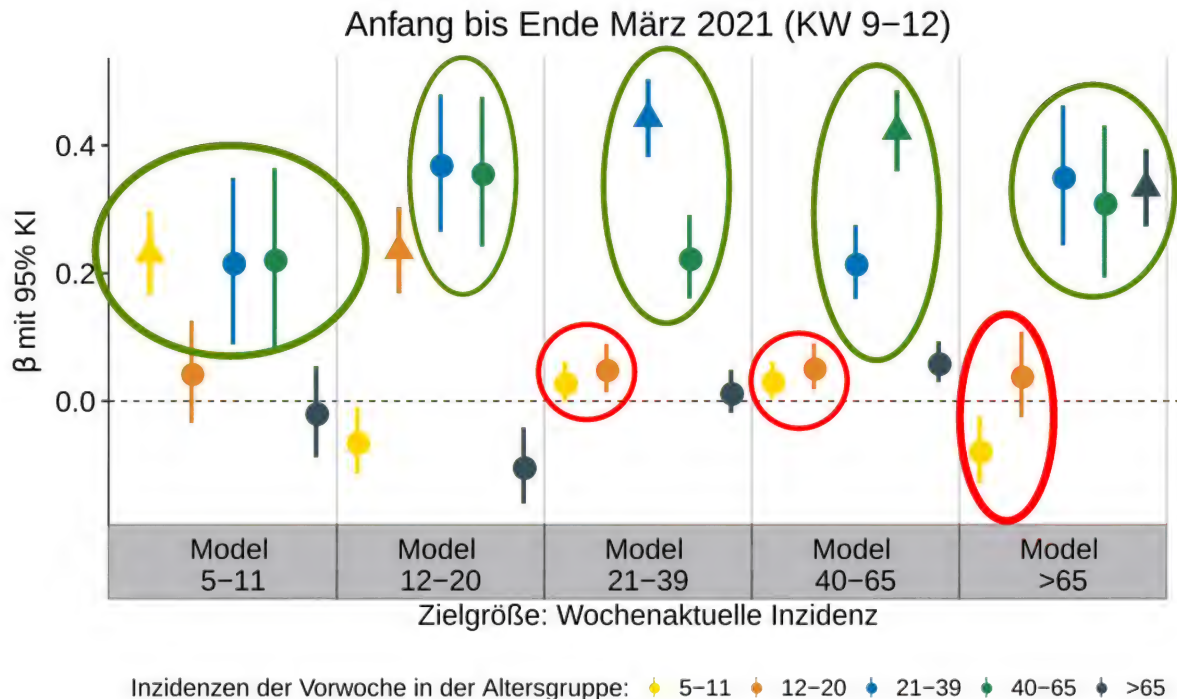 Anfang bis Ende März 2021 (KW 9−12)
β mit 95% KI
0.4
0.2
0.0
Model
5−11
Model
12−20
Model
21−39
Model
40−65
Model
>65
Zielgröße: Wochenaktuelle Inzidenz
Inzidenzen der Vorwoche in der Altersgruppe: 5−11 12−20 21−39 40−65 >65